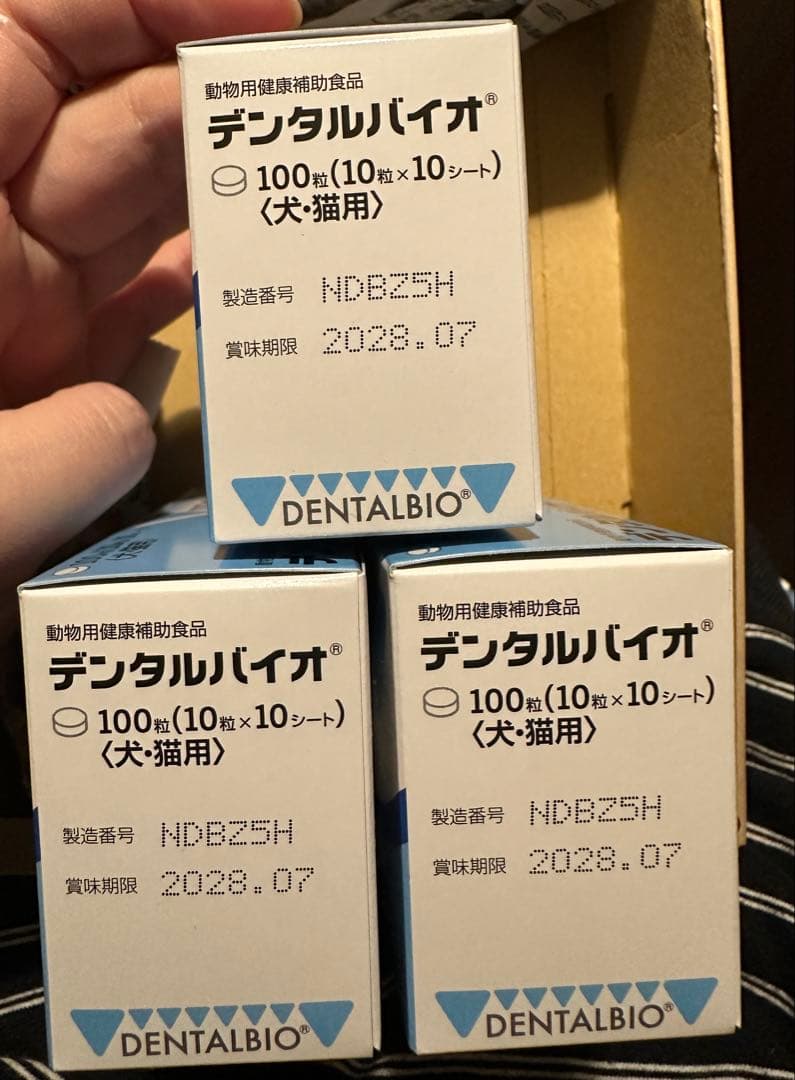 動物用健康補助食品
デンタルバイオ®
100粒(10粒×10シート)
〈犬・猫用〉
製造番号 NDBZ5H
賞味期限 2028.07
DENTALBIO®
動物用健康補助食品
デンタルバイオ®
100粒(10粒×10シート)
〈犬・猫用〉
製造番号 NDBZ5H
賞味期限 2028.07
DENTALBIO®
動物用健康補助食品
デンタルバイオ®
100粒(10粒×10シート)
〈犬・猫用〉
製造番号 NDBZ5H
賞味期限 2028.07
DENTALBIO®